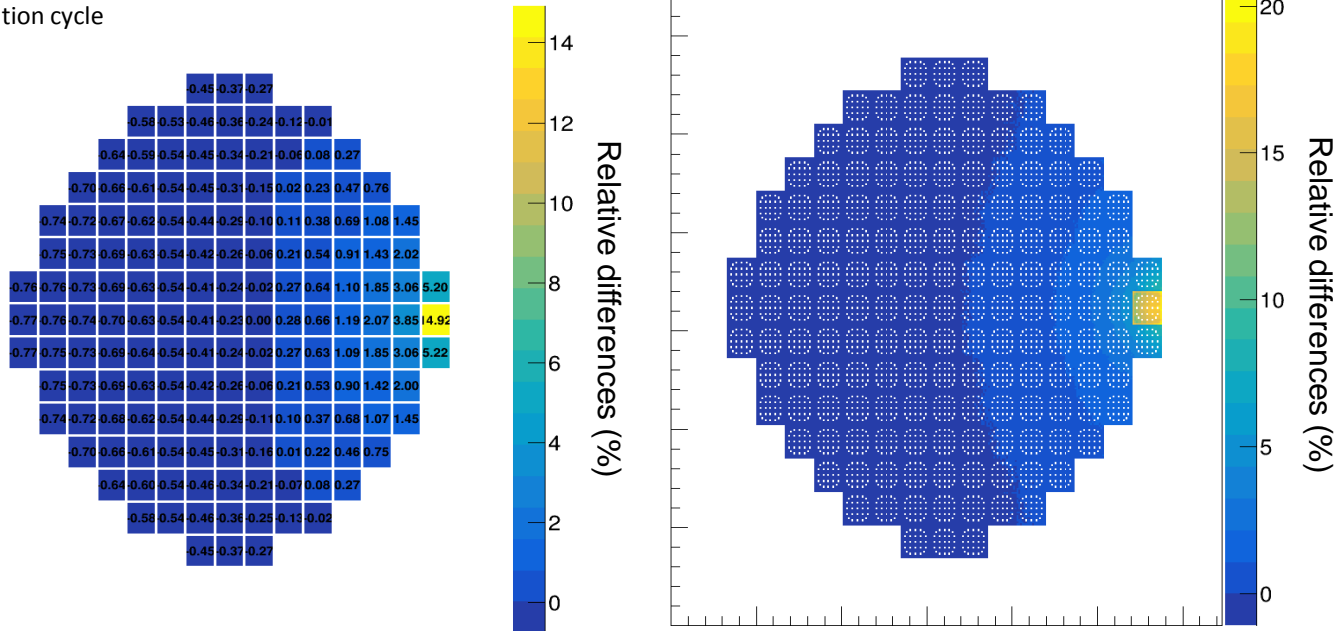 tion cycle
-0.45 -0.37 -0.27
-0.58 -0.53 -0.46 -0.36 -0.24 -0.12 -0.01
-0.64 -0.59 -0.54 -0.45 -0.34 -0.21 -0.06 0.08 0.27
-0.70 -0.66 -0.61 -0.54 -0.45 -0.31 -0.15 0.02 0.23 0.47 0.76
-0.74 -0.72 -0.67 -0.62 -0.54 -0.44 -0.29 -0.10 0.11 0.38 0.69 1.08 1.45
-0.75 -0.73 -0.69 -0.63 -0.54 -0.42 -0.26 -0.06 0.21 0.54 0.91 1.43 2.02
-0.76 -0.76 -0.73 -0.69 -0.63 -0.54 -0.41 -0.24 -0.02 0.27 0.64 1.10 1.85 3.06 5.20
-0.77 -0.76 -0.74 -0.70 -0.63 -0.54 -0.41 -0.23 0.00 0.28 0.66 1.19 2.07 3.85 14.92
-0.77 -0.75 -0.73 -0.69 -0.64 -0.54 -0.41 -0.24 -0.02 0.27 0.63 1.09 1.85 3.06 5.22
-0.75 -0.73 -0.69 -0.63 -0.54 -0.42 -0.26 -0.06 0.21 0.53 0.90 1.42 2.00
-0.74 -0.72 -0.68 -0.62 -0.54 -0.44 -0.29 -0.11 0.10 0.37 0.68 1.07 1.45
-0.70 -0.66 -0.61 -0.54 -0.45 -0.31 -0.16 0.01 0.22 0.46 0.75
-0.64 -0.60 -0.54 -0.46 -0.34 -0.21 -0.07 0.08 0.27
-0.58 -0.54 -0.46 -0.36 -0.25 -0.13 -0.02
-0.45 -0.37 -0.27
14
12
10
8
6
4
2
0
Relative differences (%)
20
15
10
5
0
Relative differences (%)